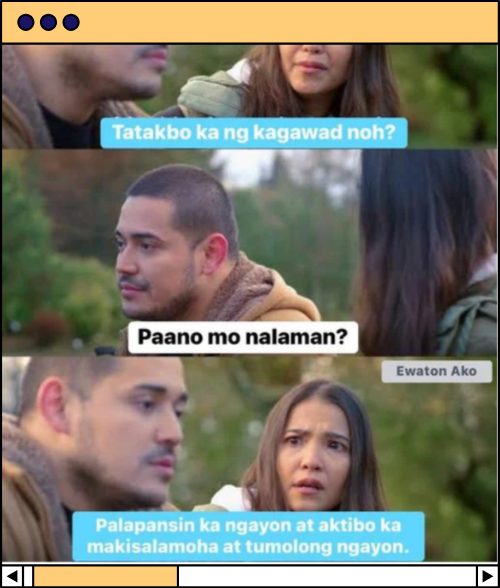 Tatakbo ka ng kagawad noh?
Paano mo nalaman?
Ewaton Ako
Palapansin ka ngayon at aktibo ka
makisalamoha at tumolong ngayon.